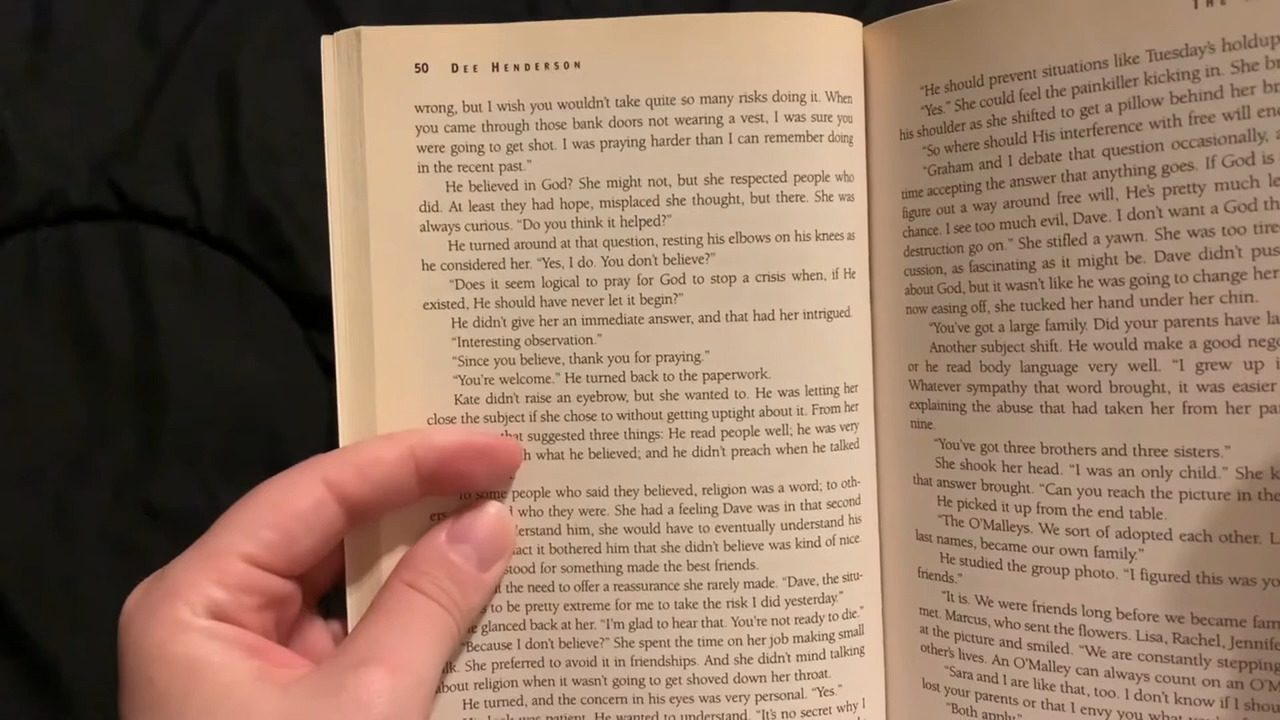 50 DEE HENDERSON
wrong, but I wish you wouldn't take quite so many risks doing it. When
you came through those bank doors not wearing a vest, I was sure you
were going to get shot. I was praying harder than I can remember doing
in the recent past."
He believed in God? She might not, but she respected people who
did. At least they had hope, misplaced she thought, but there. She was
always curious. "Do you think it helped?"
He turned around at that question, resting his elbows on his knees as
he considered her. "Yes, I do. You don't believe?"
"Does it seem logical to pray for God to stop a crisis when, if He
existed, He should have never let it begin?"
He didn't give her an immediate answer, and that had her intrigued.
"Interesting observation."
"Since you believe, thank you for praying."
"You're welcome." He turned back to the paperwork.
Kate didn't raise an eyebrow, but she wanted to. He was letting her
close the subject if she chose to without getting uptight about it. From her
that suggested three things: He read people well; he was very
what he believed; and he didn't preach when he talked
To some people who said they believed, religion was a word; to oth-
ers who they were. She had a feeling Dave was in that second
him, she would have to eventually understand his
it bothered him that she didn't believe was kind of nice.
for something made the best friends.
the need to offer a reassurance she rarely made. "Dave, the situ-
to be pretty extreme for me to take the risk I did yesterday."
glanced back at her. "I'm glad to hear that. You're not ready to die."
"Because I don't believe?" She spent the time on her job making small
She preferred to avoid it in friendships. And she didn't mind talking
about religion when it wasn't going to get shoved down her throat.
He turned, and the concern in his eyes was very personal. "Yes."
was patient. He wanted to understand. "It's no secret why I
THE
"He should prevent situations like Tuesday's holdup
"Yes." She could feel the painkiller kicking in. She
his shoulder as she shifted to get a pillow behind her
"So where should His interference with free will
"Graham and I debate that question occasionally,
time accepting the answer that anything goes. If God is
figure out a way around free will, He's pretty much
chance. I see too much evil, Dave. I don't want a God
destruction go on." She stifled a yawn. She was too
cussion, as fascinating as it might be. Dave didn't
about God, but it wasn't like he was going to change her
now easing off, she tucked her hand under her chin.
"You've got a large family. Did your parents have
Another subject shift. He would make a good
or he read body language very well. "I grew up
Whatever sympathy that word brought, it was easier
explaining the abuse that had taken her from her
nine.
"You've got three brothers and three sisters."
She shook her head. "I was an only child." She
that answer brought. "Can you reach the picture in the
He picked it up from the end table.
"The O'Malleys. We sort of adopted each other.
last names, became our own family."
He studied the group photo. "I figured this was
friends."
"It is. We were friends long before we became
met. Marcus, who sent the flowers. Lisa, Rachel,
at the picture and smiled. "We are constantly stepping
other's lives. An O'Malley can always count on an
"Sara and I are like that, too. I don't know if I
lost your parents or that I envy you what
"Both apply."